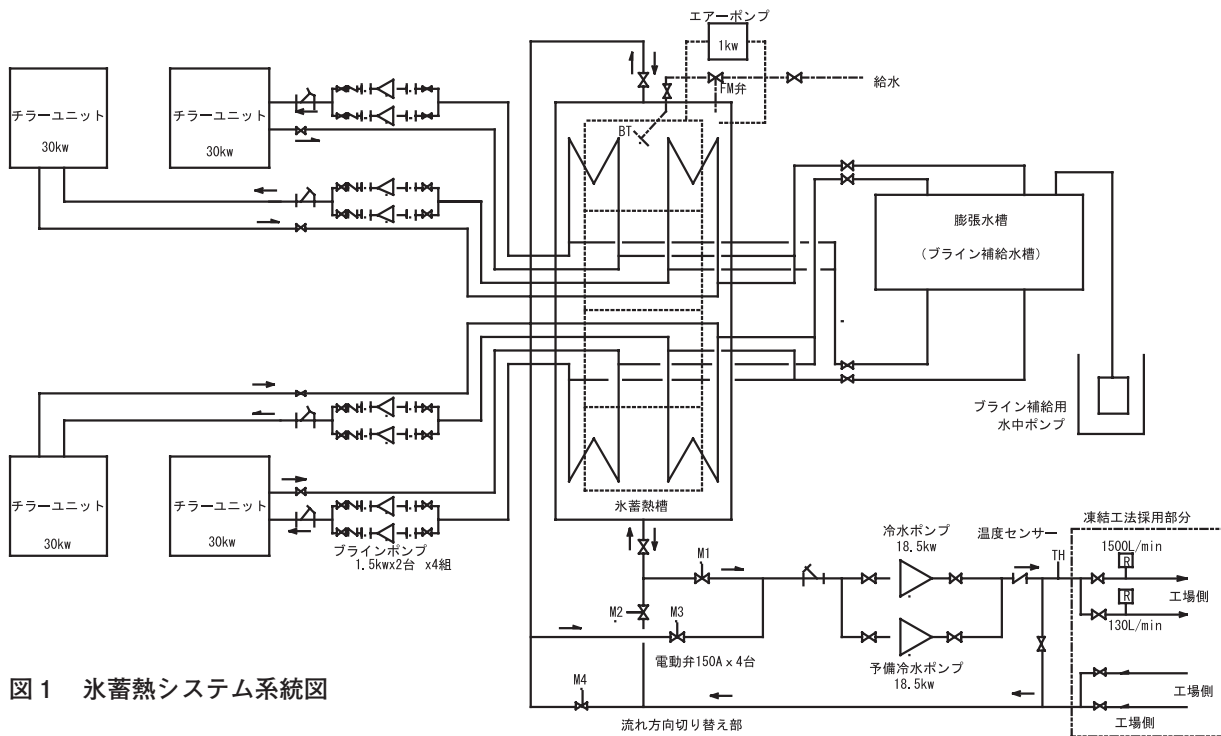 エアーポンプ
1kw
FM弁
給水
BT
チラーユニット
30kw
チラーユニット
30kw
膨張水槽
(ブライン補給水槽)
ブライン補給用
水中ポンプ
チラーユニット
30kw
チラーユニット
30kw
ブラインポンプ
1.5kwx2台 x4組
氷蓄熱槽
M1
M2
M3
M4
電動弁150A x 4台
冷水ポンプ
18.5kw
予備冷水ポンプ
18.5kw
温度センサー
TH
凍結工法採用部分
1500L/min
R
工場側
R
130L/min
工場側
工場側
工場側
流れ方向切り替え部
図1 氷蓄熱システム系統図